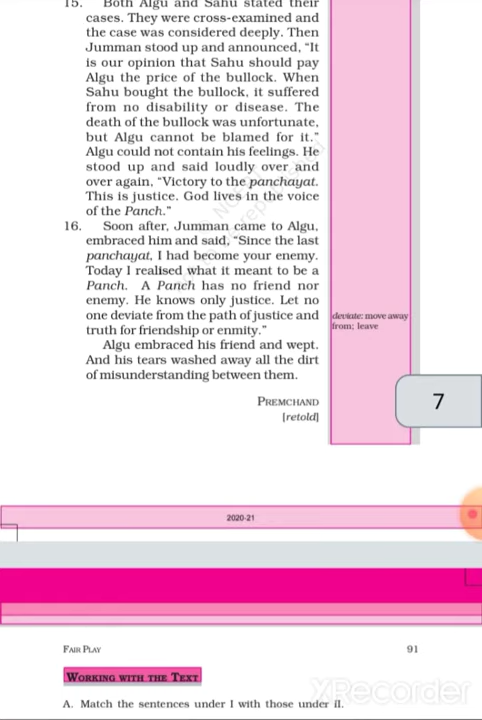 15. Both Algu and Sahu stated their
cases. They were cross-examined and
the case was considered deeply. Then
Jumman stood up and announced, “It
is our opinion that Sahu should pay
Algu the price of the bullock. When
Sahu bought the bullock, it suffered
from no disability or disease. The
death of the bullock was unfortunate,
but Algu cannot be blamed for it.”
Algu could not contain his feelings. He
stood up and said loudly over and
over again, “Victory to the panchayat.
This is justice. God lives in the voice
of the Panch.”
16. Soon after, Jumman came to Algu,
embraced him and said, “Since the last
panchayat, I had become your enemy.
Today I realised what it meant to be a
Panch. A Panch has no friend nor
enemy. He knows only justice. Let no
one deviate from the path of justice and
truth for friendship or enmity.”
deviate: move away
from; leave
Algu embraced his friend and wept.
And his tears washed away all the dirt
of misunderstanding between them.
PREMCHAND
[retold]
7
2020-21
FAIR PLAY
91
WORKING WITH THE TEXT
XRecorder
A. Match the sentences under I with those under II.